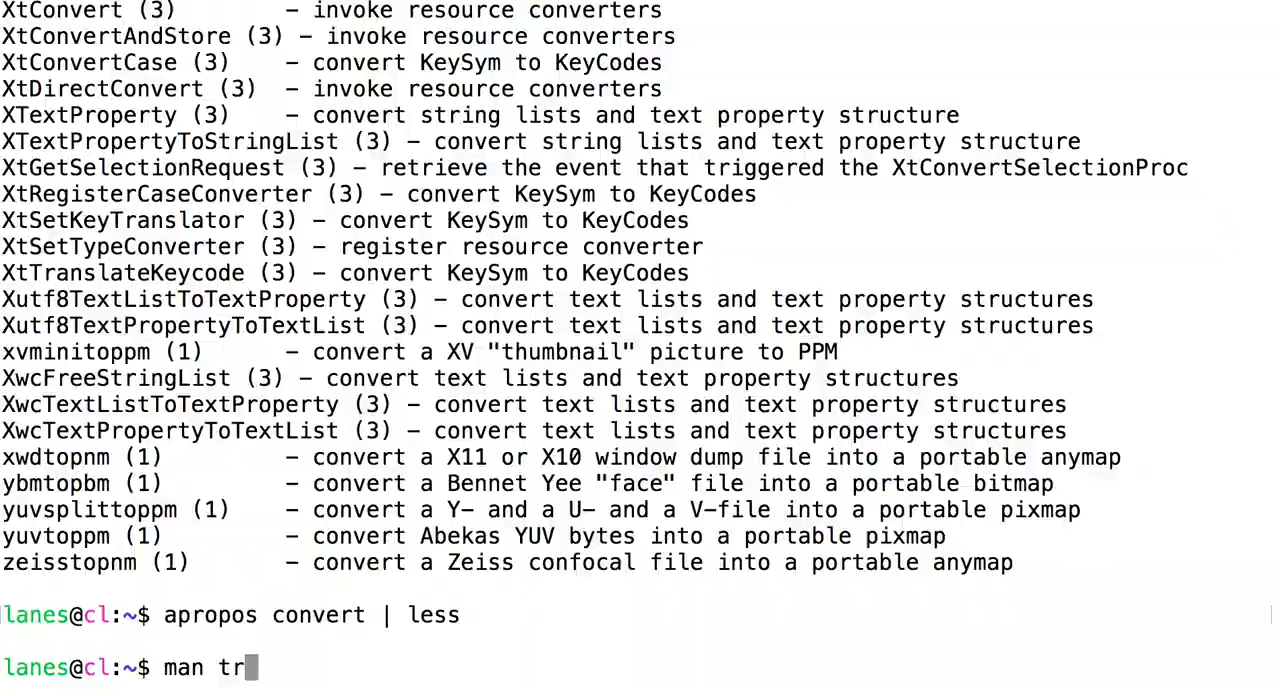 XtConvert (3)        – invoke resource converters
XtConvertAndStore (3) – invoke resource converters
XtConvertCase (3)    – convert KeySym to KeyCodes
XtDirectConvert (3)  – invoke resource converters
XTextProperty (3)    – convert string lists and text property structure
XTextPropertyToStringList (3) – convert string lists and text property structure
XtGetSelectionRequest (3) – retrieve the event that triggered the XtConvertSelectionProc
XtRegisterCaseConverter (3) – convert KeySym to KeyCodes
XtSetKeyTranslator (3) – convert KeySym to KeyCodes
XtSetTypeConverter (3) – register resource converter
XtTranslateKeycode (3) – convert KeySym to KeyCodes
Xutf8TextListToTextProperty (3) – convert text lists and text property structures
Xutf8TextPropertyToTextList (3) – convert text lists and text property structures
xvminitoppm (1)      – convert a XV "thumbnail" picture to PPM
XwcFreeStringList (3) – convert text lists and text property structures
XwcTextListToTextProperty (3) – convert text lists and text property structures
XwcTextPropertyToTextList (3) – convert text lists and text property structures
xwdtopnm (1)         – convert a X11 or X10 window dump file into a portable anymap
ybmtopbm (1)         – convert a Bennet Yee "face" file into a portable bitmap
yuvsplittoppm (1)    – convert a Y- and a U- and a V-file into a portable pixmap
yuvtoppm (1)         – convert Abekas YUV bytes into a portable pixmap
zeisstopnm (1)       – convert a Zeiss confocal file into a portable anymap
lanes@cl:~$ apropos convert | less
lanes@cl:~$ man tr